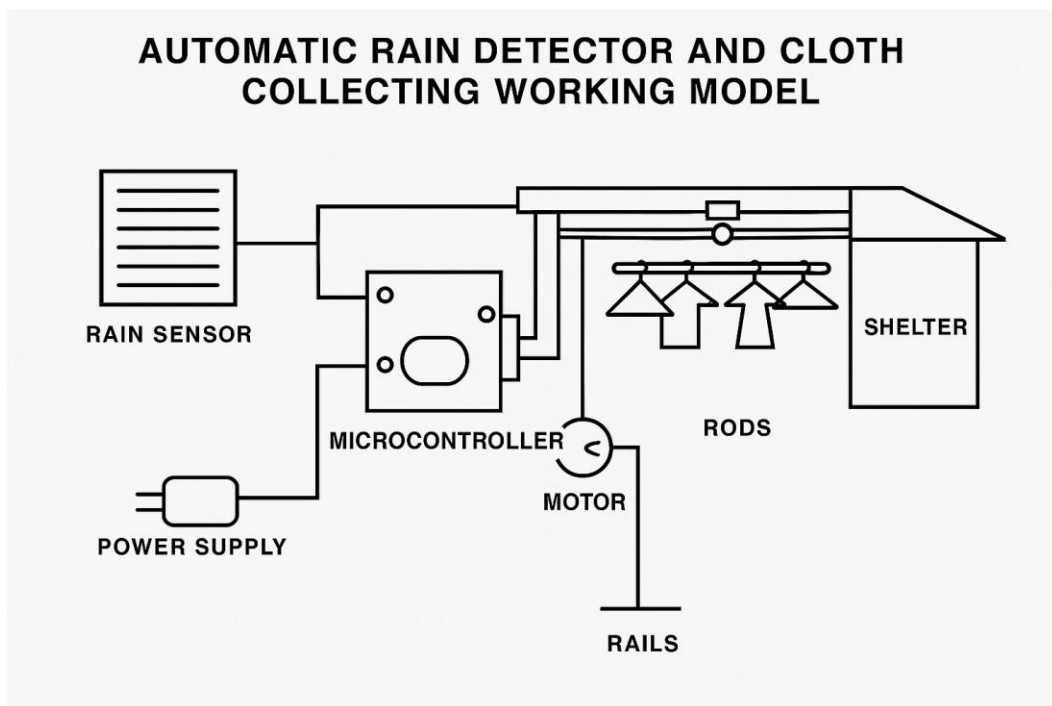 AUTOMATIC RAIN DETECTOR AND CLOTH
COLLECTING WORKING MODEL
RAIN SENSOR
SHELTER
MICROCONTROLLER
RODS
MOTOR
POWER SUPPLY
RAILS